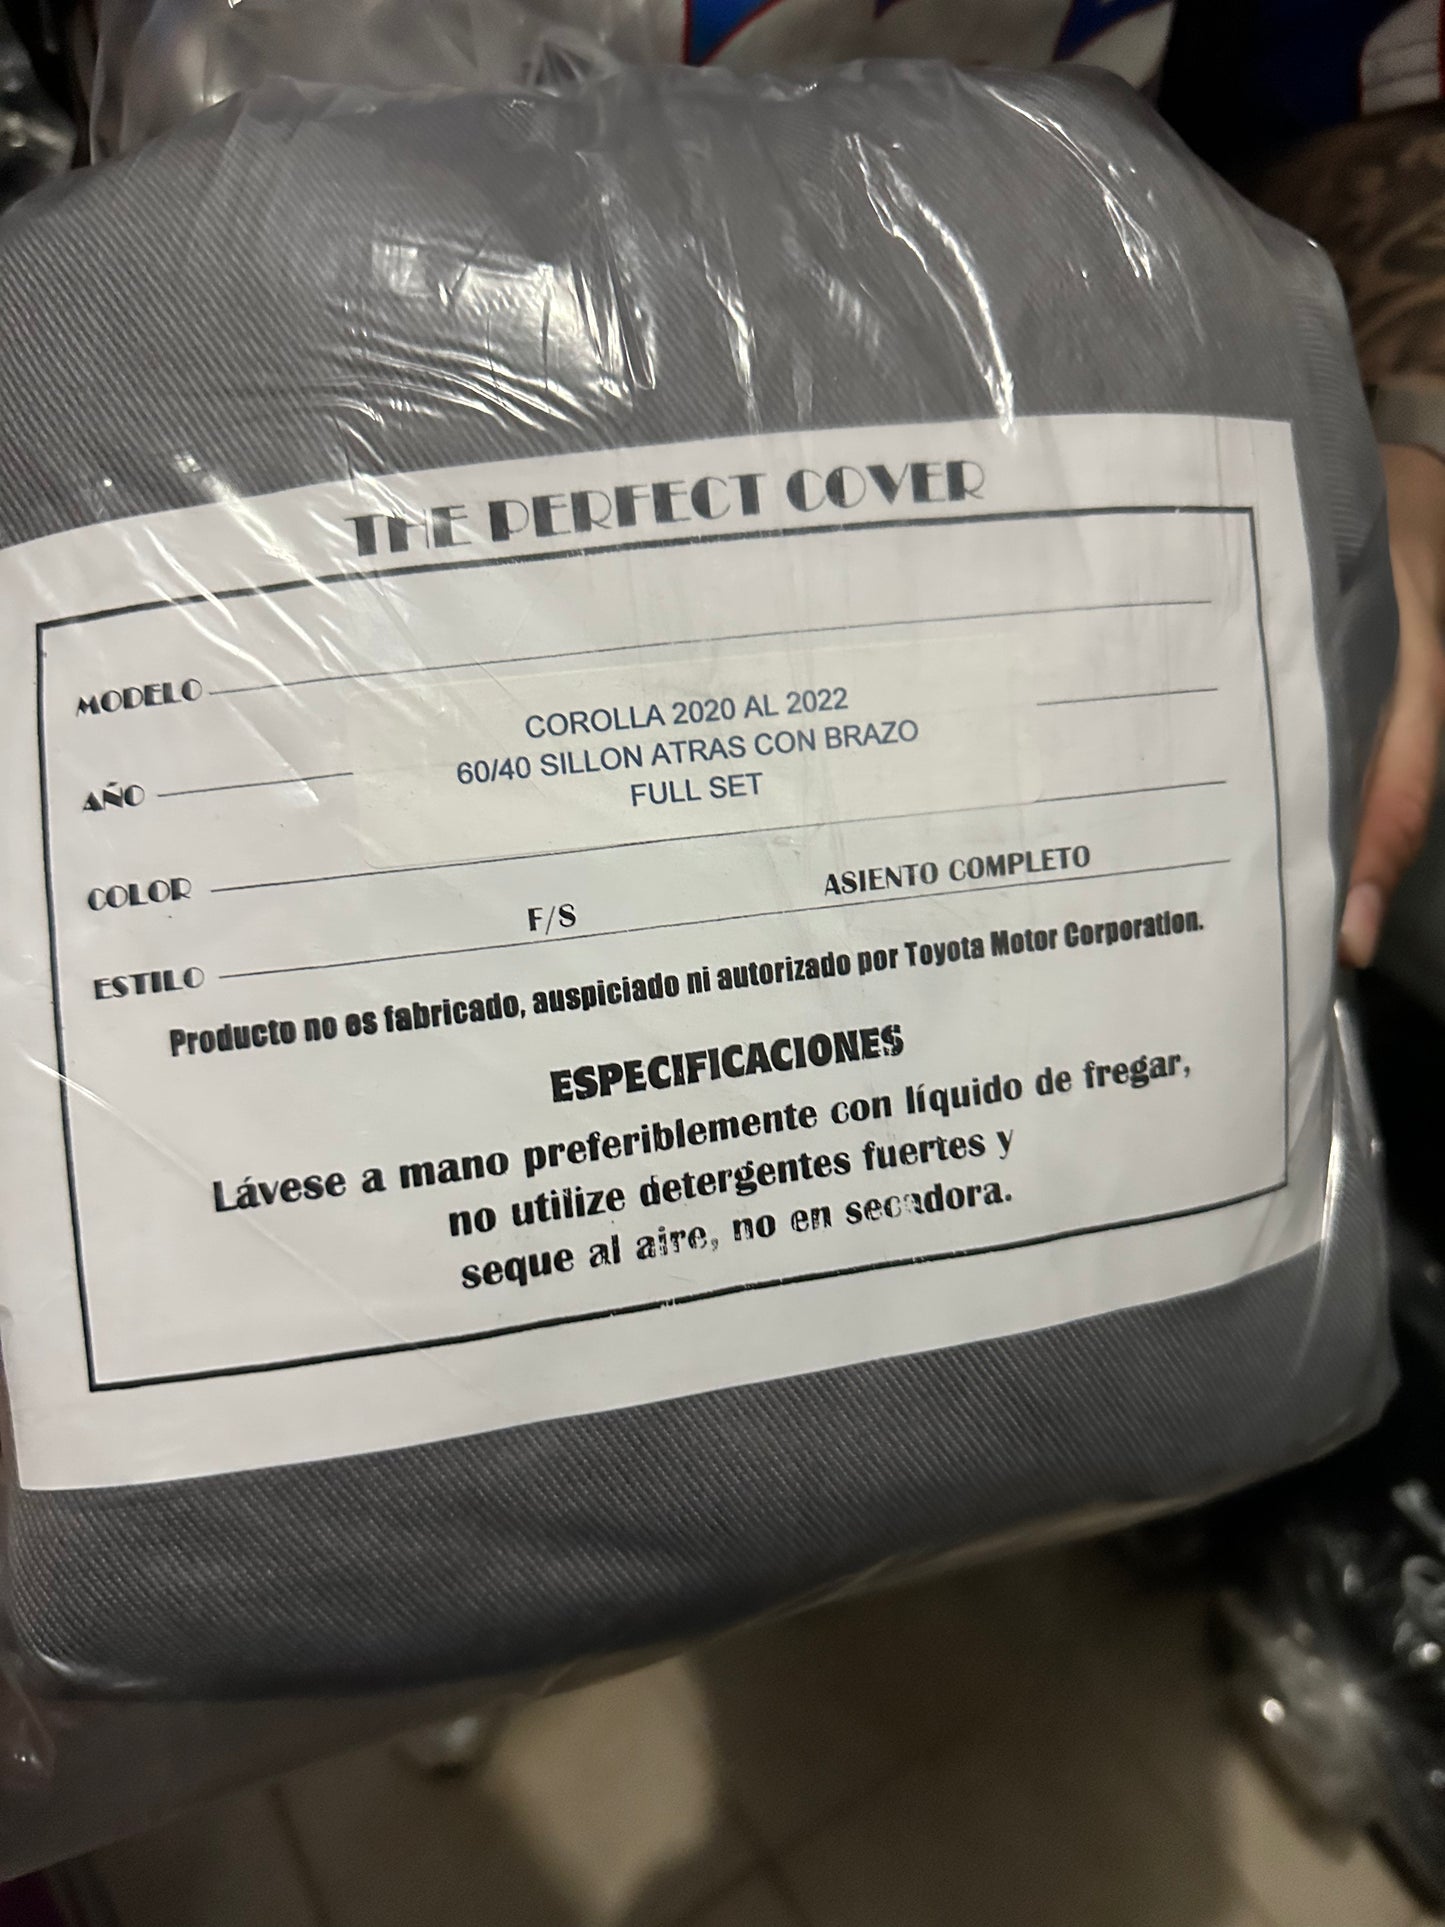 THE PERFECT COVER
MODELO
COROLLA 2020 AL 2022
60/40 SILLON ATRAS CON BRAZO
FULL SET
AÑO
COLOR
ESTILO F/S ASIENTO COMPLETO
Producto no es fabricado, auspiciado ni autorizado por Toyota Motor Corporation.
ESPECIFICACIONES
Lávese a mano preferiblemente con líquido de fregar,
no utilize detergentes fuertes y
seque al aire, no en secadora.